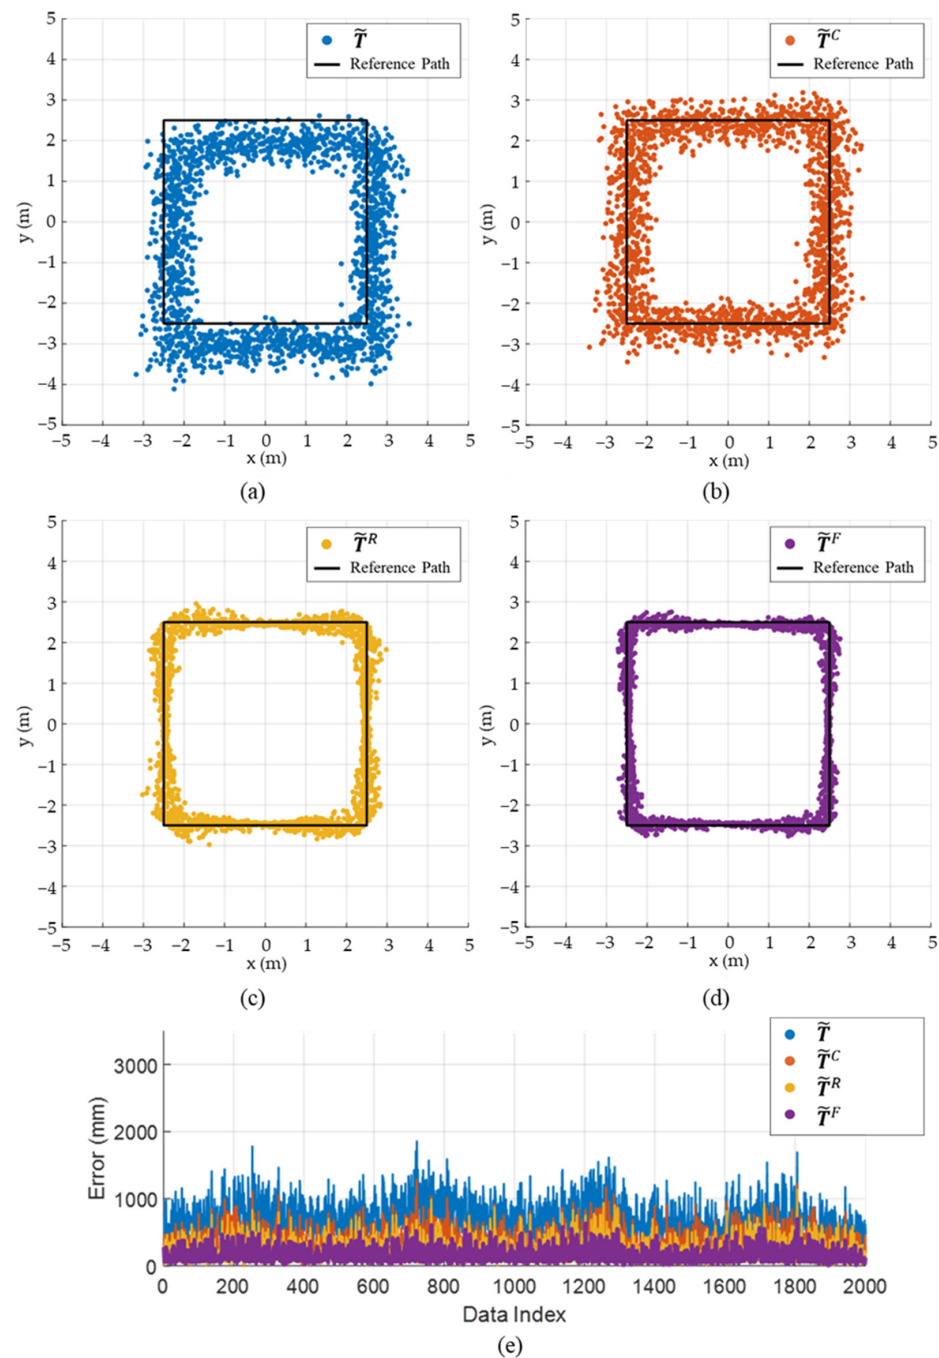 5
4
3
2
1
0
−1
−2
−3
−4
−5
y (m)
T̃
Reference Path
−5 −4 −3 −2 −1 0 1 2 3 4 5
x (m)
(a)
5
4
3
2
1
0
−1
−2
−3
−4
−5
y (m)
T̃ᶜ
Reference Path
−5 −4 −3 −2 −1 0 1 2 3 4 5
x (m)
(b)
5
4
3
2
1
0
−1
−2
−3
−4
−5
y (m)
T̃ᴿ
Reference Path
−5 −4 −3 −2 −1 0 1 2 3 4 5
x (m)
(c)
5
4
3
2
1
0
−1
−2
−3
−4
−5
y (m)
T̃ꟳ
Reference Path
−5 −4 −3 −2 −1 0 1 2 3 4 5
x (m)
(d)
3000
2000
1000
0
Error (mm)
T̃
T̃ᶜ
T̃ᴿ
T̃ꟳ
0 200 400 600 800 1000 1200 1400 1600 1800 2000
Data Index
(e)